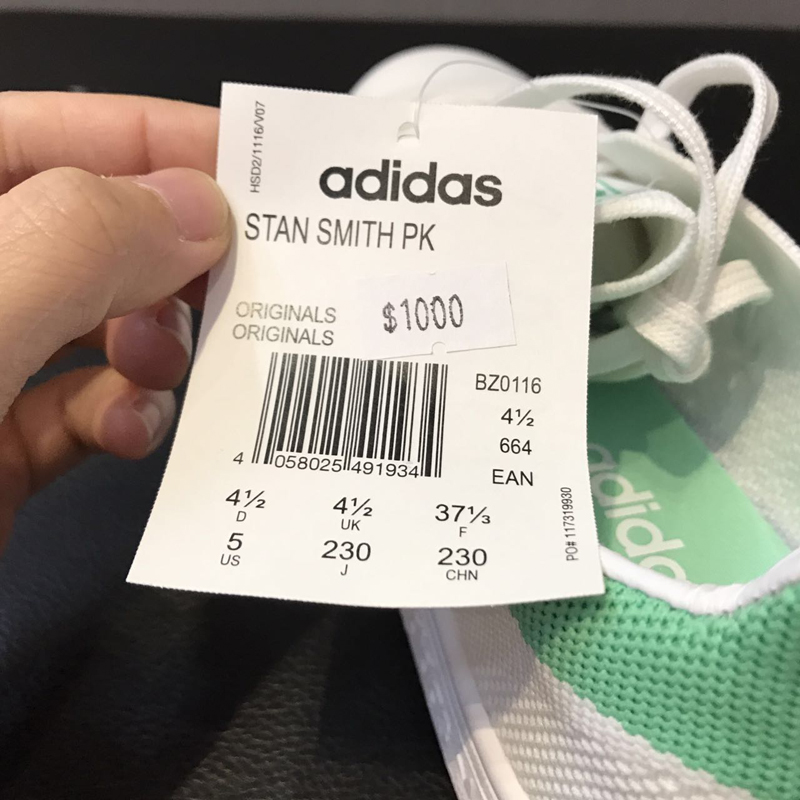 HSD2/1116/V07
adidas
STAN SMITH PK
$1000
ORIGINALS
ORIGINALS
BZ0116
4½
664
EAN
4 058025 491934
4½ 4½ 37⅓
D UK F
5 230 230
US J CHN
PO# 117319930
adidas